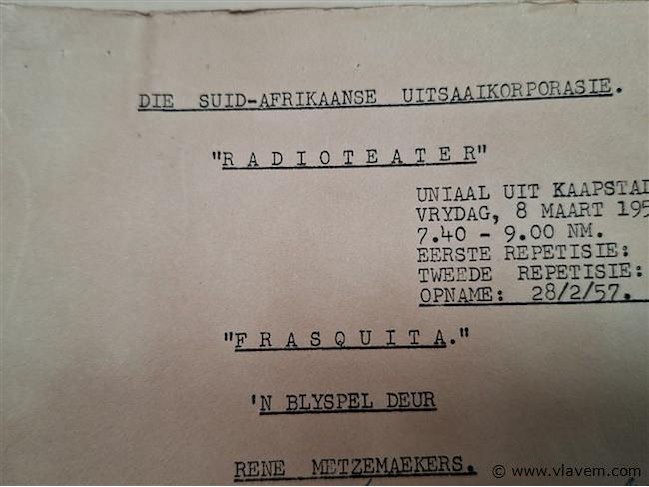 DIE SUID-AFRIKAANSE UITSAAIKORPORASIE.
"RADIOTEATER"
UNIAAL UIT KAAPSTAD
VRYDAG, 8 MAART 195
7.40 - 9.00 NM.
EERSTE REPETISIE:
TWEEDE REPETISIE:
OPNAME: 28/2/57.
"FRASQUITA."
'N BLYSPEL DEUR
RENE METZEMAEKERS.
© www.vlavem.com